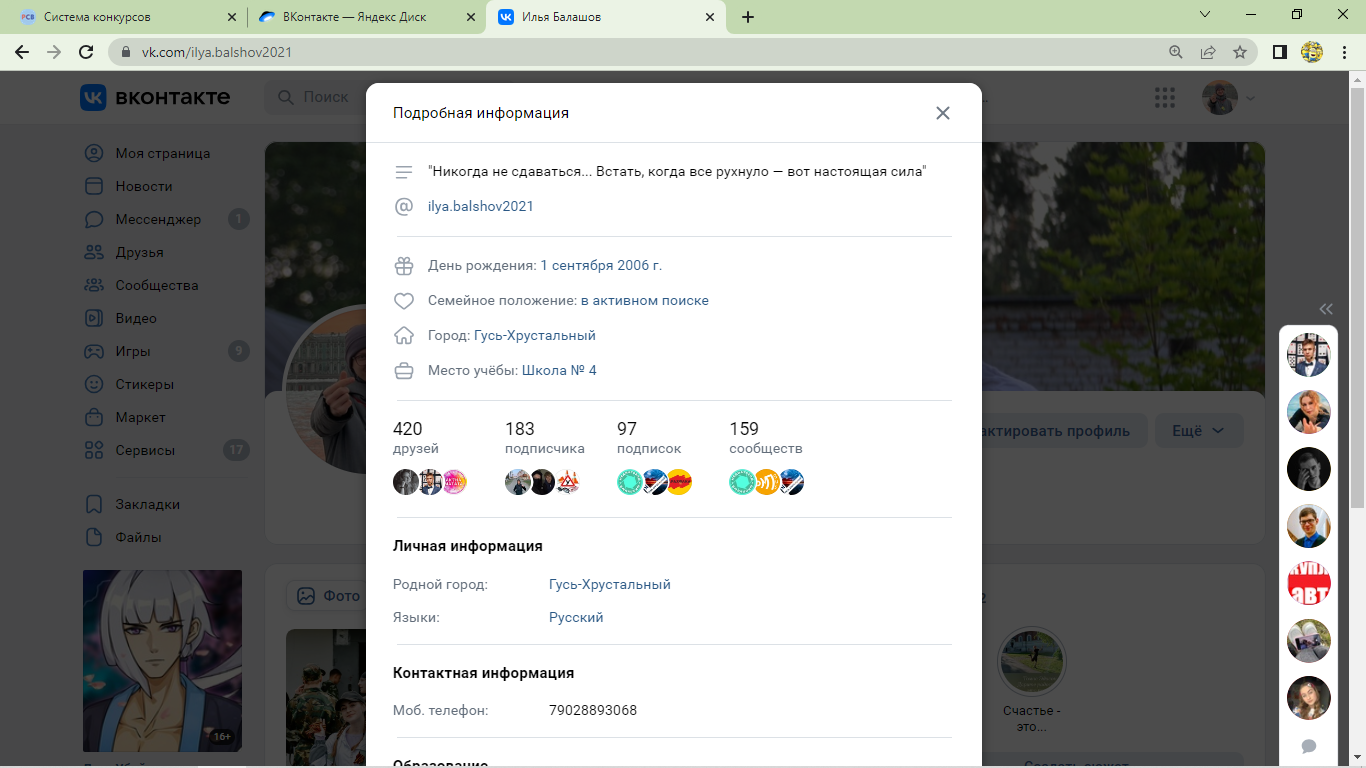 Система конкурсов
ВКонтакте — Яндекс Диск
Илья Балашов
vk.com/ilya.balshov2021
вконтакте
Поиск
Подробная информация
Моя страница
Новости
Мессенджер 1
Друзья
Сообщества
Видео
Игры 9
Стикеры
Маркет
Сервисы 17
Закладки
Файлы
16+
"Никогда не сдаваться... Встать, когда все рухнуло — вот настоящая сила"
ilya.balshov2021
День рождения: 1 сентября 2006 г.
Семейное положение: в активном поиске
Город: Гусь-Хрустальный
Место учёбы: Школа № 4
420 183 97 159
друзей подписчика подписок сообществ
Личная информация
Родной город: Гусь-Хрустальный
Языки: Русский
Контактная информация
Моб. телефон: 79028893068
Образование
Фото
актировать профиль
Ещё
Счастье -
это...
Создать сюжет